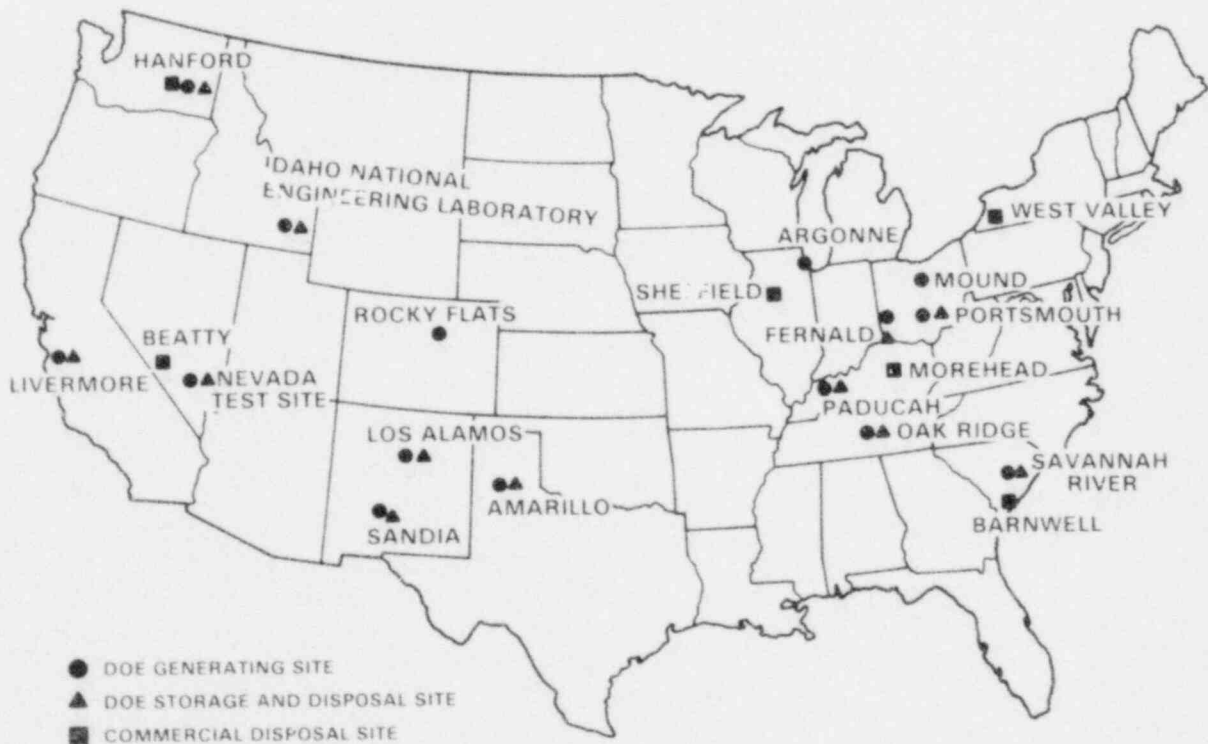 HANFORD
IDAHO NATIONAL
ENGINEERING LABORATORY
WEST VALLEY
ARGONNE
MOUND
SHEFFIELD
ROCKY FLATS
PORTSMOUTH
FERNALD
BEATTY
MOREHEAD
LIVERMORE
NEVADA
TEST SITE
PADUCAH
OAK RIDGE
LOS ALAMOS
SAVANNAH
RIVER
AMARILLO
SANDIA
BARNWELL
DOE GENERATING SITE
DOE STORAGE AND DISPOSAL SITE
COMMERCIAL DISPOSAL SITE